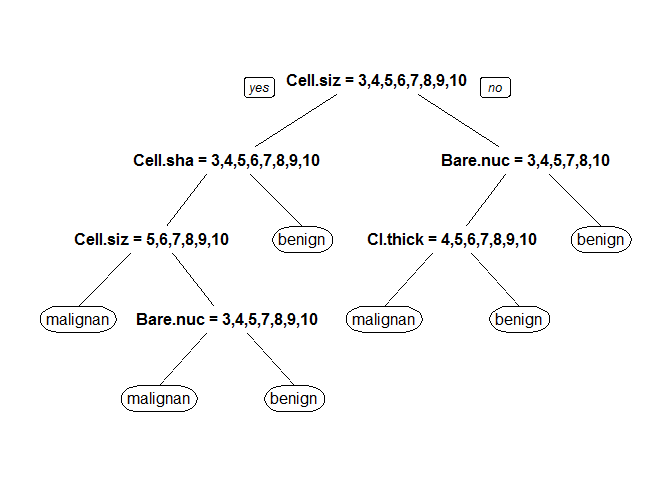 yes Cell.siz = 3,4,5,6,7,8,9,10 no
Cell.sha = 3,4,5,6,7,8,9,10 Bare.nuc = 3,4,5,7,8,10
Cell.siz = 5,6,7,8,9,10 benign Cl.thick = 4,5,6,7,8,9,10 benign
malignan Bare.nuc = 3,4,5,7,8,9,10 malignan benign
malignan benign